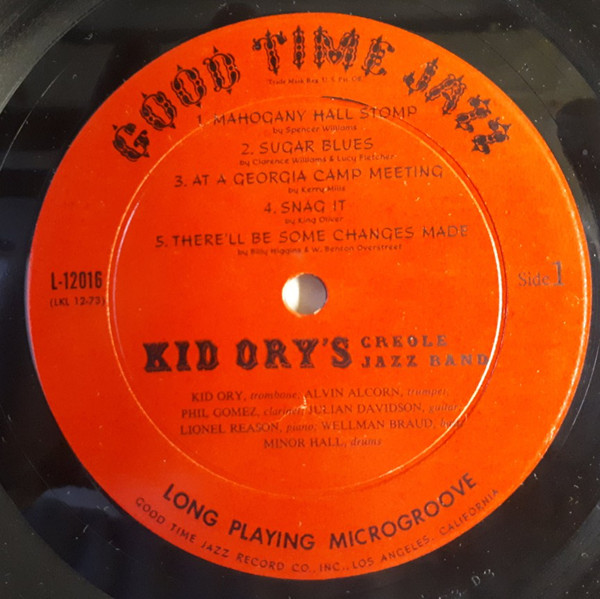 GOOD TIME JAZZ
Trade Mark Reg. U. S. Pat. Off.
1. MAHOGANY HALL STOMP
by Spencer Williams
2. SUGAR BLUES
by Clarence Williams & Lucy Fletcher
3. AT A GEORGIA CAMP MEETING
by Kerry Mills
4. SNAG IT
by King Oliver
5. THERE'LL BE SOME CHANGES MADE
by Billy Higgins & W. Benton Overstreet
L-12016
(LKL 12-73)
Side 1
KID ORY'S CREOLE
JAZZ BAND
KID ORY, trombone; ALVIN ALCORN, trumpet;
PHIL GOMEZ, clarinet; JULIAN DAVIDSON, guitar;
LIONEL REASON, piano; WELLMAN BRAUD, bass;
MINOR HALL, drums
LONG PLAYING MICROGROOVE
GOOD TIME JAZZ RECORD CO., INC., LOS ANGELES, CALIFORNIA